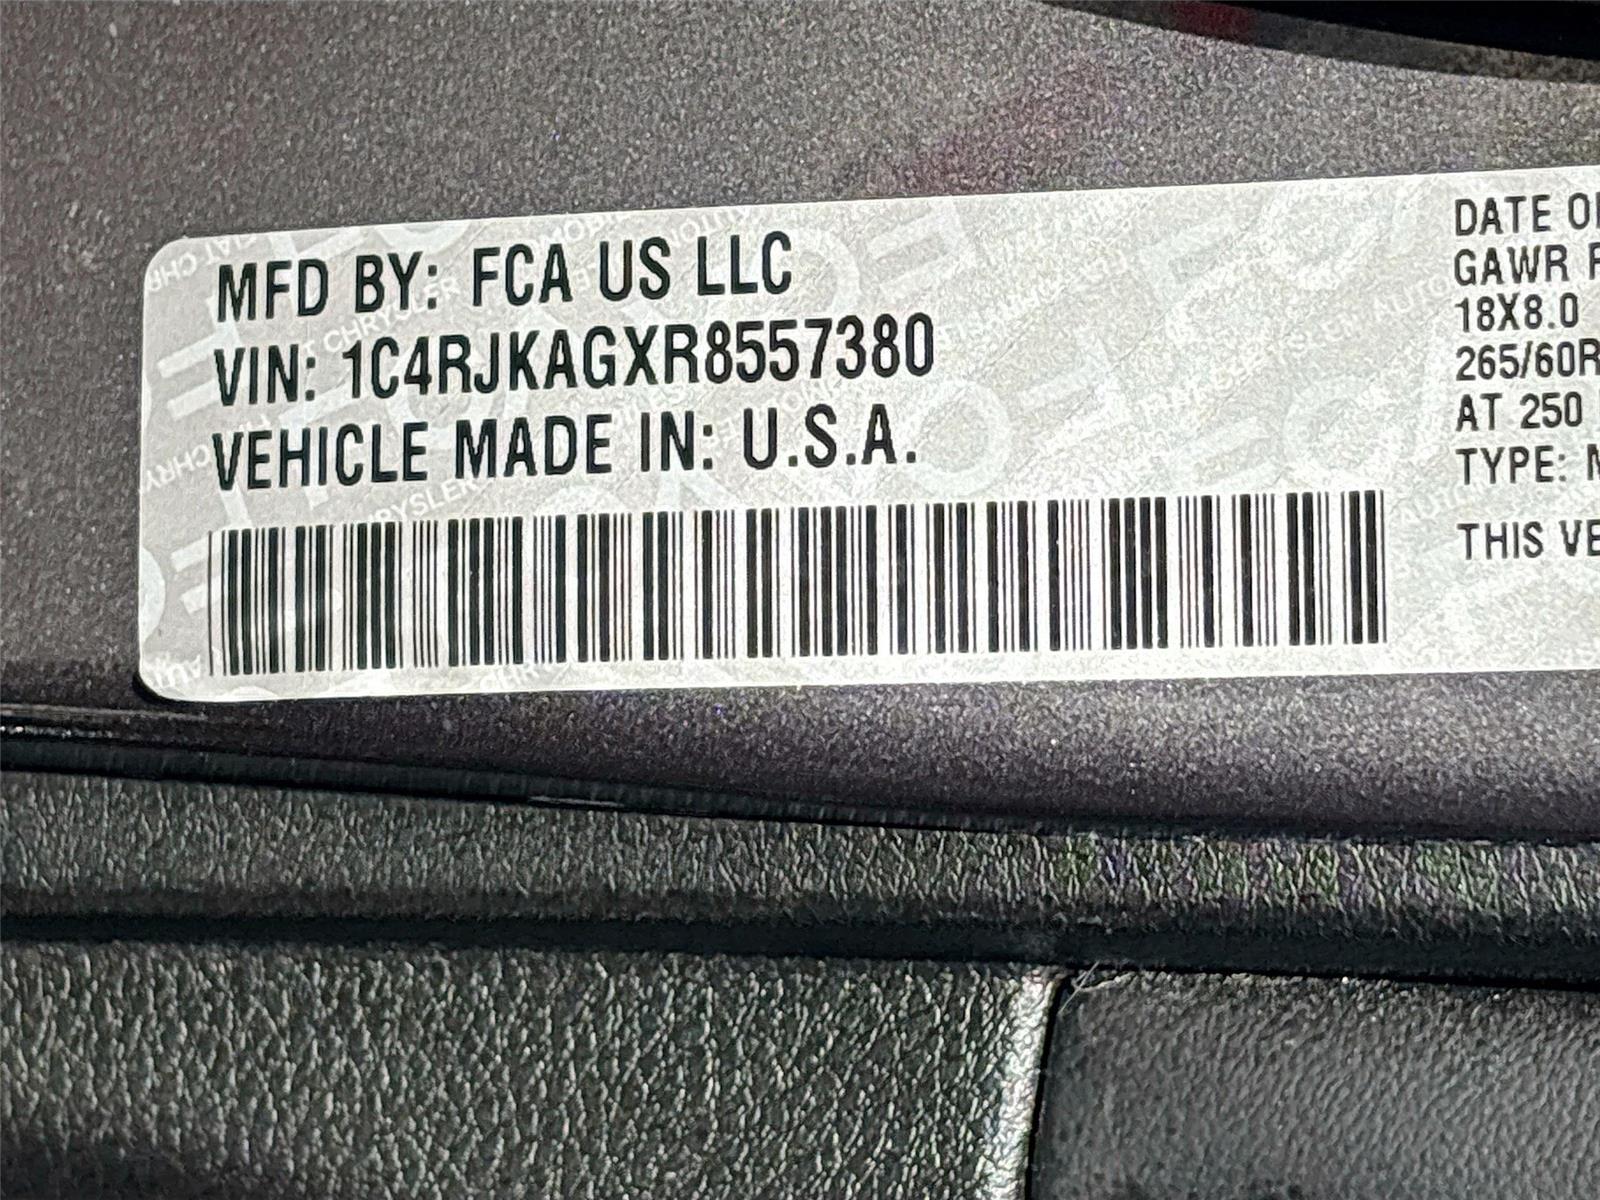 MFD BY: FCA US LLC
VIN: 1C4RJKAGXR8557380
VEHICLE MADE IN: U.S.A.
DATE
GAWR
18X8.0
265/60R
AT 250
TYPE:
THIS